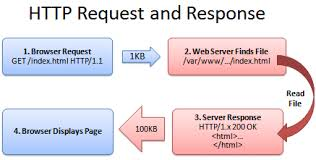 HTTP Request and Response
1. Browser Request
GET /index.html HTTP/1.1
1KB
2. Web Server Finds File
/var/www/.../index.html
Read
File
3. Server Response
HTTP/1.x 200 OK
<html>...
</html>
100KB
4. Browser Displays Page